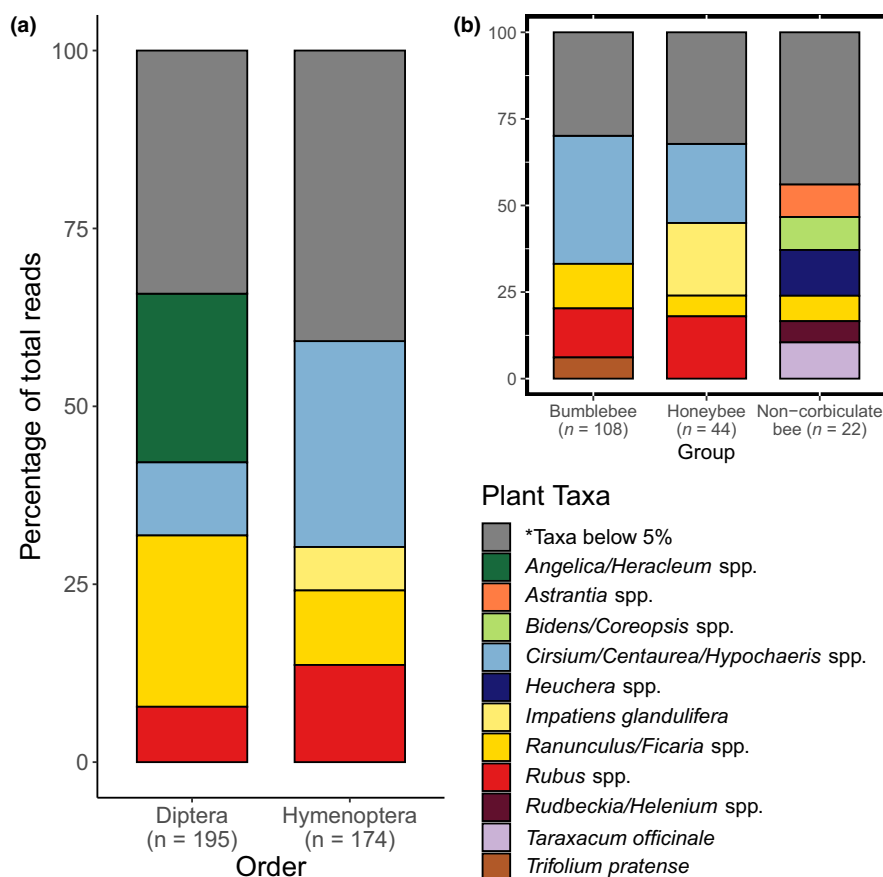 (a)
100
75
50
25
0
Percentage of total reads
Diptera
(n = 195)
Hymenoptera
(n = 174)
Order
(b)
100
75
50
25
0
Bumblebee
(n = 108)
Honeybee
(n = 44)
Non−corbiculate
bee (n = 22)
Group
Plant Taxa
*Taxa below 5%
Angelica/Heracleum spp.
Astrantia spp.
Bidens/Coreopsis spp.
Cirsium/Centaurea/Hypochaeris spp.
Heuchera spp.
Impatiens glandulifera
Ranunculus/Ficaria spp.
Rubus spp.
Rudbeckia/Helenium spp.
Taraxacum officinale
Trifolium pratense